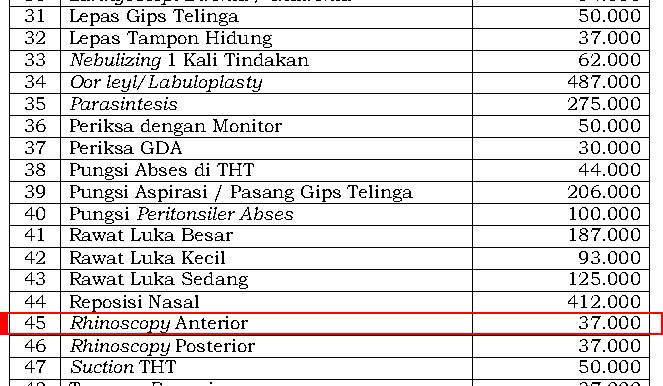 31 Lepas Gips Telinga 50.000
32 Lepas Tampon Hidung 37.000
33 Nebulizing 1 Kali Tindakan 62.000
34 Oor leyl/Labuloplasty 487.000
35 Parasintesis 275.000
36 Periksa dengan Monitor 50.000
37 Periksa GDA 30.000
38 Pungsi Abses di THT 44.000
39 Pungsi Aspirasi / Pasang Gips Telinga 206.000
40 Pungsi Peritonsiler Abses 100.000
41 Rawat Luka Besar 187.000
42 Rawat Luka Kecil 93.000
43 Rawat Luka Sedang 125.000
44 Reposisi Nasal 412.000
45 Rhinoscopy Anterior 37.000
46 Rhinoscopy Posterior 37.000
47 Suction THT 50.000